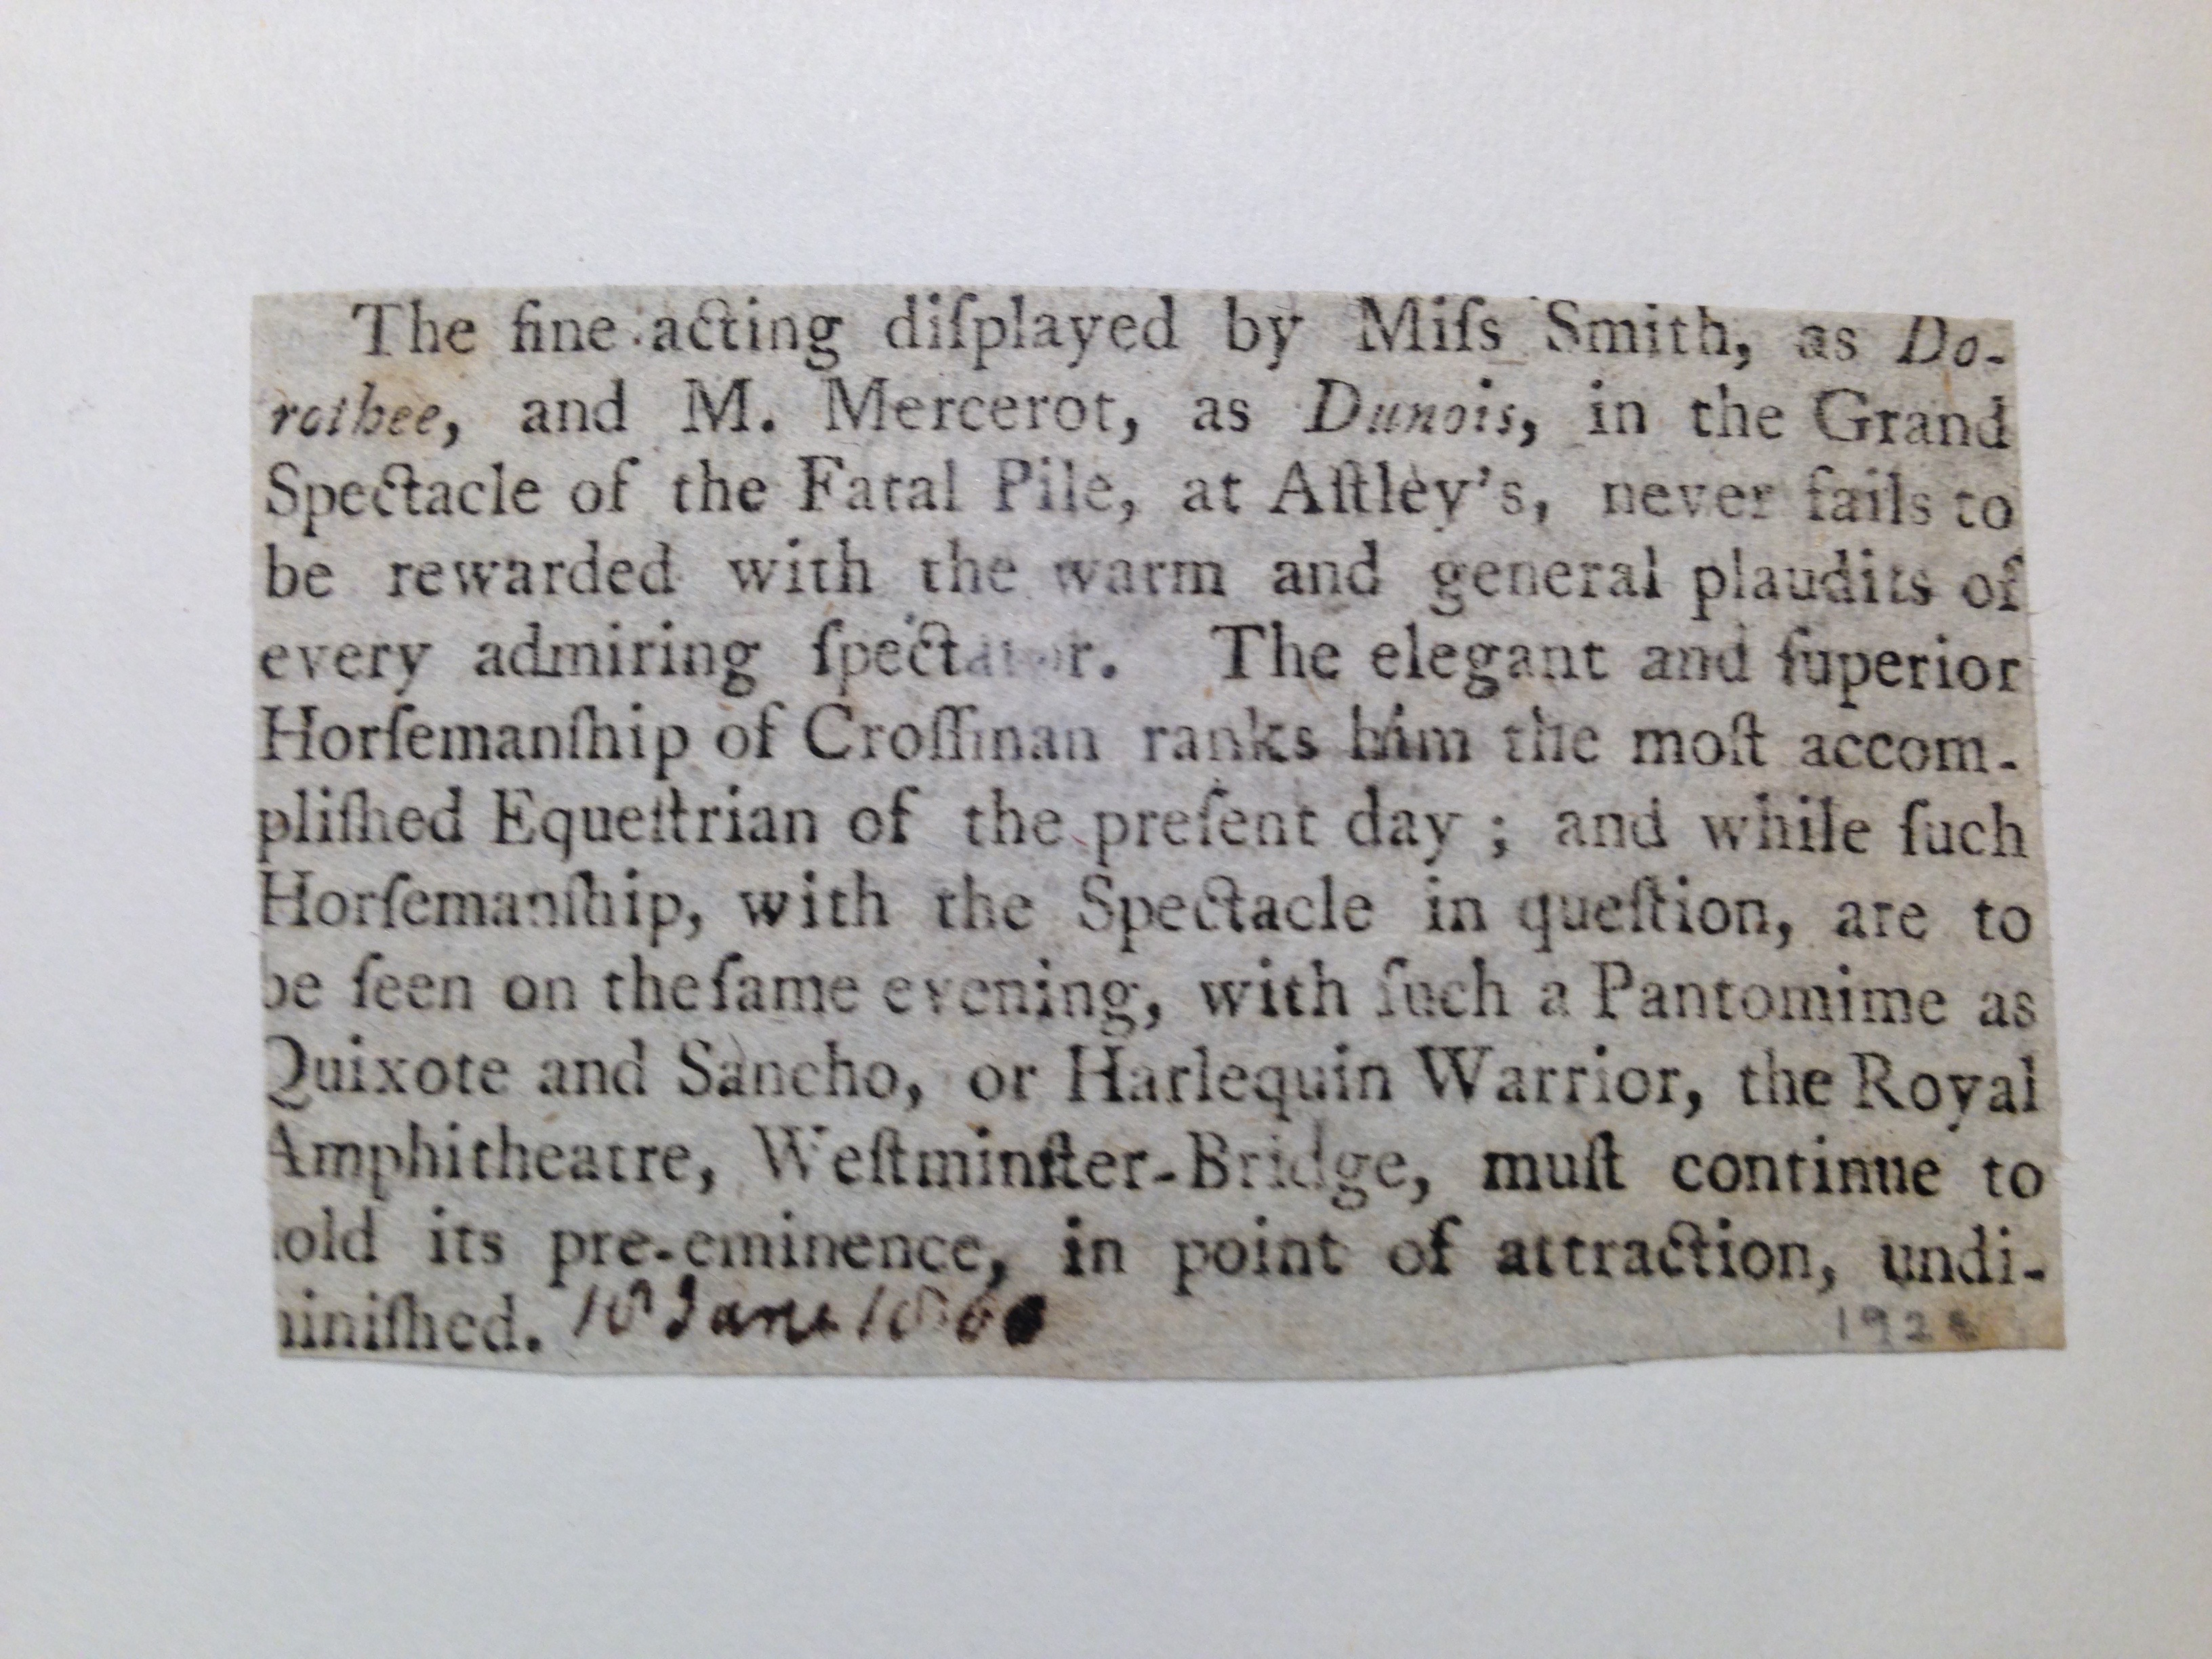 The fine acting diſplayed by Miſs Smith, as Do-
rothee, and M. Mercerot, as Dunois, in the Grand
Spectacle of the Fatal Pile, at Aſtley's, never fails to
be rewarded with the warm and general plaudits of
every admiring ſpectator. The elegant and ſuperior
Horſemanſhip of Croſſman ranks him the moſt accom-
pliſhed Equeſtrian of the preſent day ; and while ſuch
Horſemanſhip, with the Spectacle in queſtion, are to
be ſeen on the ſame evening, with ſuch a Pantomime as
Quixote and Sancho, or Harlequin Warrior, the Royal
Amphitheatre, Weſtminſter-Bridge, muſt continue to
old its pre-eminence, in point of attraction, undi-
iniſhed. June